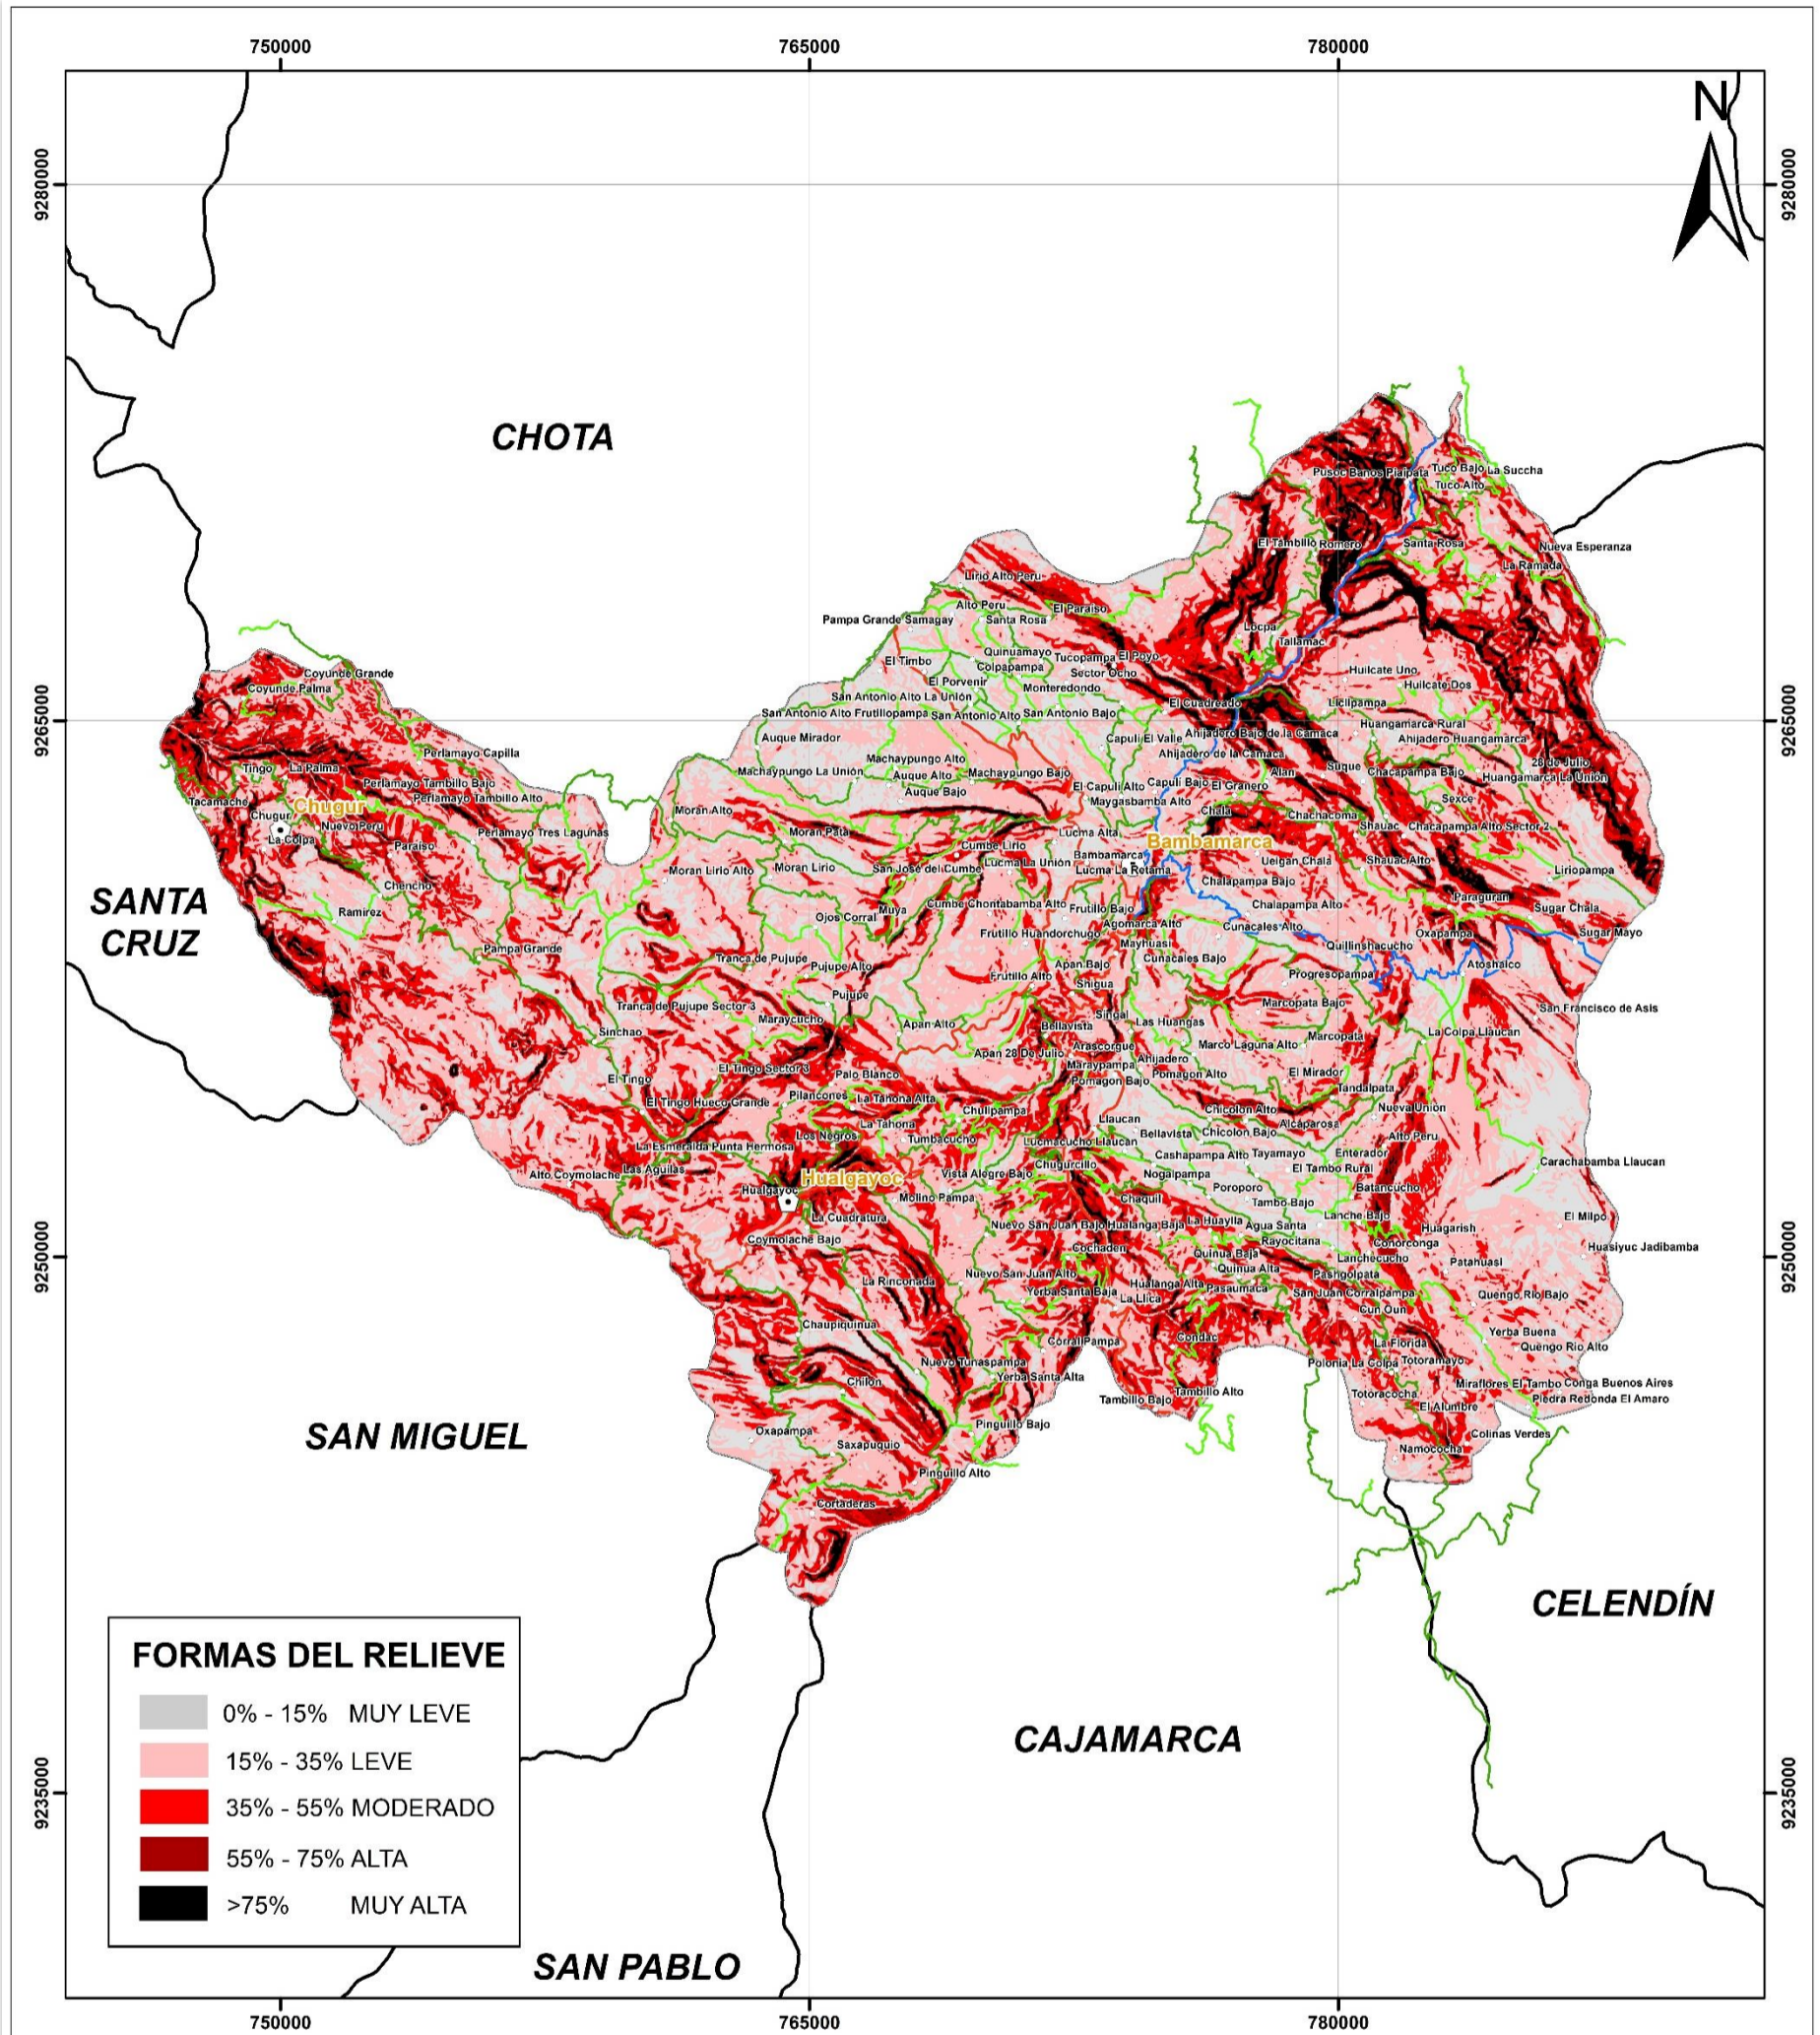 750000
765000
780000
N
9280000
9280000
CHOTA
Pusoc Baños Piaipata
Tuco Bajo
La Succha
Tuco Alto
El Tambillo
Romero
Santa Rosa
Nueva Esperanza
La Ramada
Lirio Alto Peru
Alto Peru
El Paraiso
Pampa Grande Samagay
Santa Rosa
Locpa
Tallamac
Quinuamayo
Tucopampa
El Poyo
El Timbo
Colpapampa
Sector Ocho
Huilcate Uno
Coyunde Grande
El Porvenir
Monteredondo
Huilcate Dos
Coyunde Palma
San Antonio Alto La Unión
El Cuadreado
Liclipampa
9265000
9265000
San Antonio Alto Frutillopampa
San Antonio Alto
San Antonio Bajo
Huangamarca Rural
Auque Mirador
Capuli El Valle
Ahijadero Bajo de la Camaca
Ahijadero Huangamarca
Perlamayo Capilla
Machaypungo Alto
Ahijadero de la Camaca
28 de Julio
Tingo
La Palma
Machaypungo La Unión
Auque Alto
Machaypungo Bajo
Alan
Suque
Chacapampa Bajo
Huangamarca La Unión
Perlamayo Tambillo Bajo
Auque Bajo
El Capuli Alto
Capuli Bajo
El Granero
Tacamache
Chugur
Perlamayo Tambillo Alto
Moran Alto
Maygasbamba Alto
Chala
Sexce
Chugur
Nuevo Peru
Perlamayo Tres Lagunas
Moran Pata
Lucma Alta
Chachacoma
Shauac
Chacapampa Alto Sector 2
La Colpa
Paraiso
Cumbe Lirio
Bambamarca
Bambamarca
Ueigan Chala
Shauac Alto
Moran Lirio Alto
Moran Lirio
San José del Cumbe
Lucma La Unión
Lucma La Retama
Liriopampa
Chencho
Chalapampa Bajo
Paraguran
SANTA
CRUZ
Ramirez
Ojos Corral
Muya
Cumbe Chontabamba Alto
Frutillo Bajo
Chalapampa Alto
Sugar Chala
Agomarca Alto
Cunacales Alto
Oxapampa
Sugar Mayo
Pampa Grande
Frutillo Huandorchugo
Mayhuasi
Quillinshacucho
Tranca de Pujupe
Pujupe Alto
Apan Bajo
Cunacales Bajo
Atoshaico
Frutillo Alto
Shigua
Progresopampa
Tranca de Pujupe Sector 3
Pujupe
Marcopata Bajo
San Francisco de Asis
Sinchao
Maraycucho
Apan Alto
Bellavista
Singal
Las Huangas
Marcopata
La Colpa Llaucan
Apan 28 De Julio
Arascorgue
Marco Laguna Alto
El Tingo
El Tingo Sector 3
Palo Blanco
Maraypampa
Ahijadero
El Mirador
Pomagon Bajo
Pomagon Alto
Tandalpata
El Tingo Hueco Grande
Pilancones
La Tahona Alta
Chulipampa
Chicolon Alto
Nueva Unión
La Tahona
Llaucan
Alcaparosa
La Esmeralda Punta Hermosa
Los Negros
Tumbacucho
Lucmacucho Llaucan
Bellavista
Chicolon Bajo
Alto Peru
Alto Coymolache
Las Aguilas
Hualgayoc
Vista Alegre Bajo
Chugurcillo
Cashapampa Alto
Tayamayo
Enterador
Carachabamba Llaucan
Hualgayoc
Nogalpampa
El Tambo Rural
Molino Pampa
Chaquil
Poroporo
Batancucho
La Cuadratura
Tambo Bajo
Coymolache Bajo
Nuevo San Juan Bajo
Hualanga Baja
La Huaylla
Agua Santa
Lanche Bajo
Huagarish
El Milpo
9250000
9250000
Cochaden
Quinua Baja
Rayocitana
Conorconga
Huasiyuc Jadibamba
La Rinconada
Nuevo San Juan Alto
Quinua Alta
Lanchecucho
Patahuasi
Yerba Santa Baja
Hualanga Alta
Pasaumaca
Pashgolpata
La Llica
San Juan Corralpampa
Quengo Rio Bajo
Chaupiquinua
Corral Pampa
Condac
Cun Oun
Yerba Buena
Nuevo Tunaspampa
La Florida
Quengo Rio Alto
Chilon
Yerba Santa Alta
Polonia La Colpa
Totoramayo
Tambillo Bajo
Tambillo Alto
Totoracocha
Miraflores El Tambo
Conga Buenos Aires
SAN MIGUEL
Oxapampa
Pinguillo Bajo
El Alumbre
Piedra Redonda El Amaro
Saxapuquio
Colinas Verdes
Pinguillo Alto
Namococha
Cortaderas
CELENDÍN
FORMAS DEL RELIEVE
0% - 15% MUY LEVE
15% - 35% LEVE
35% - 55% MODERADO
55% - 75% ALTA
>75% MUY ALTA
CAJAMARCA
9235000
9235000
SAN PABLO
750000
765000
780000